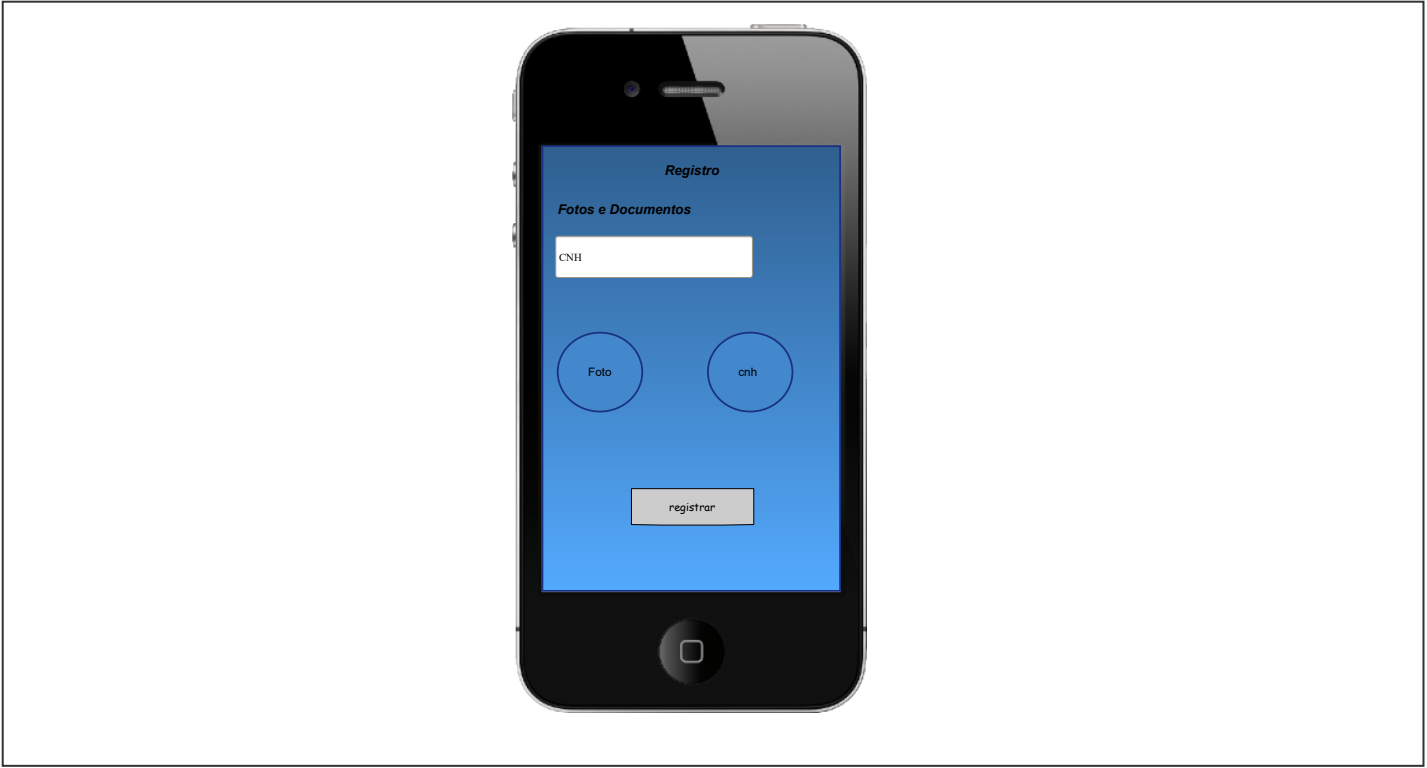 Registro
Fotos e Documentos
CNH
Foto
cnh
registrar